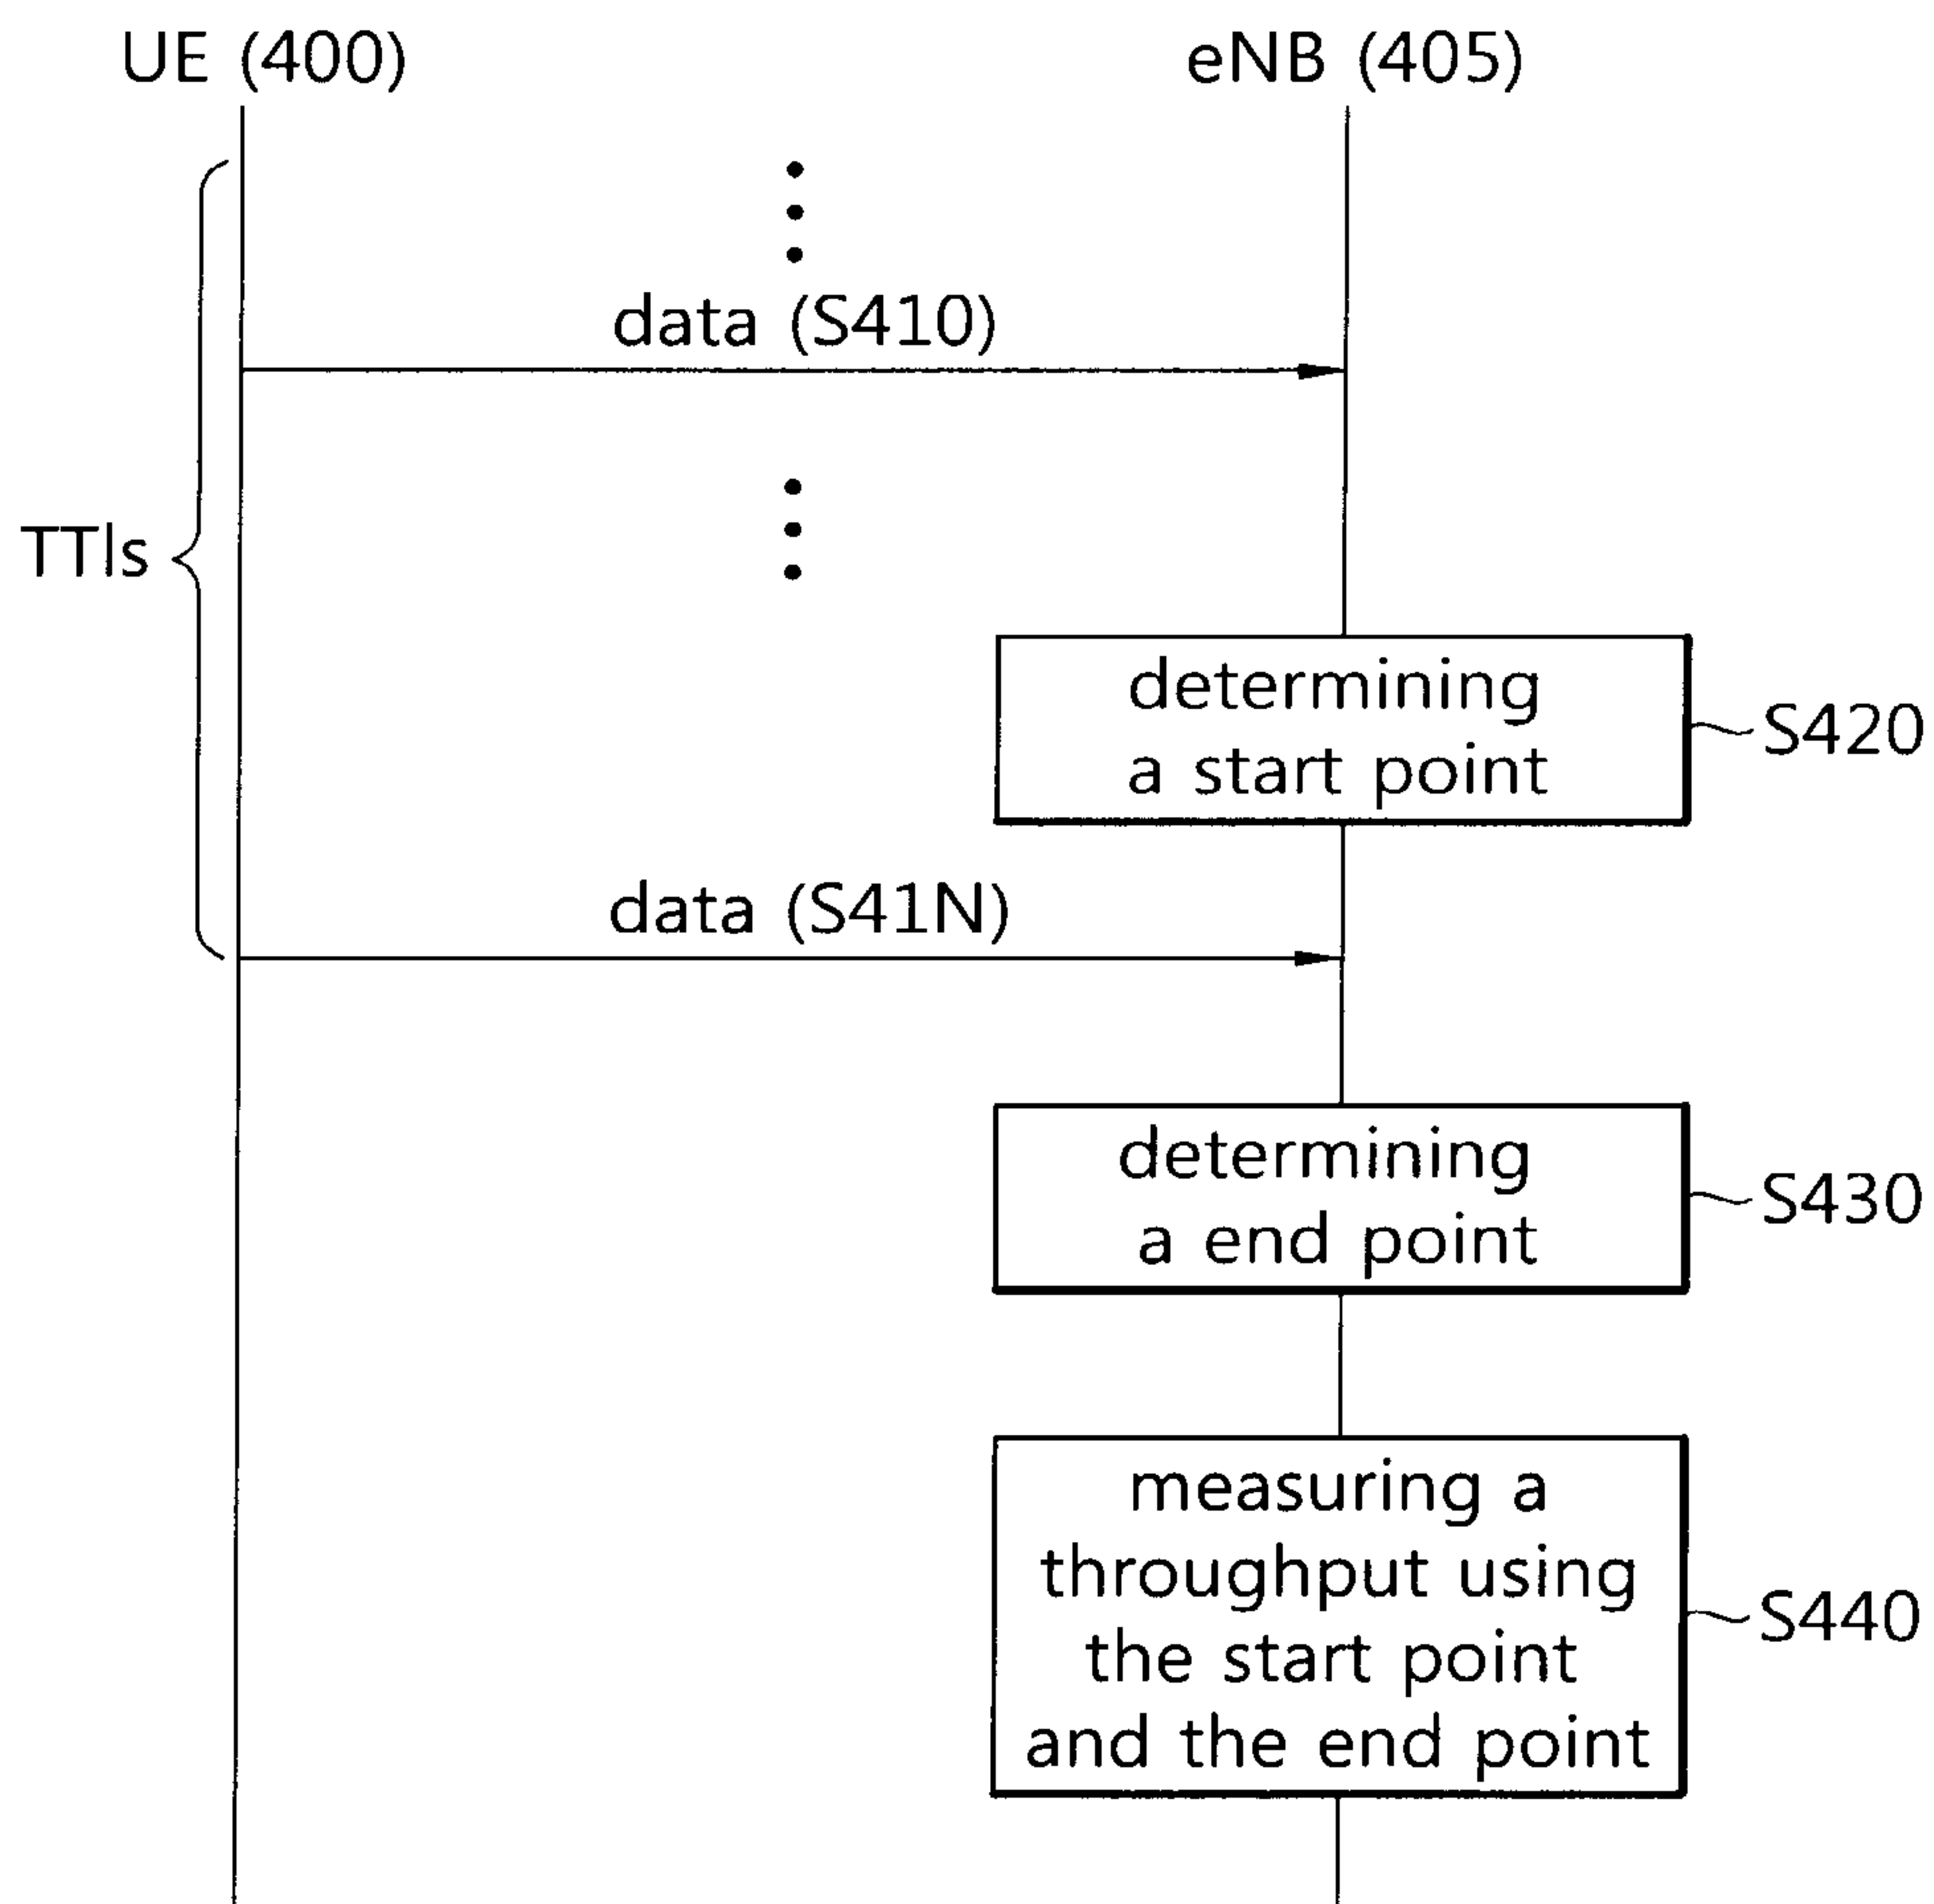 UE (400)
eNB (405)
data (S410)
TTIs
determining
a start point
S420
data (S41N)
determining
a end point
S430
measuring a
throughput using
the start point
and the end point
S440